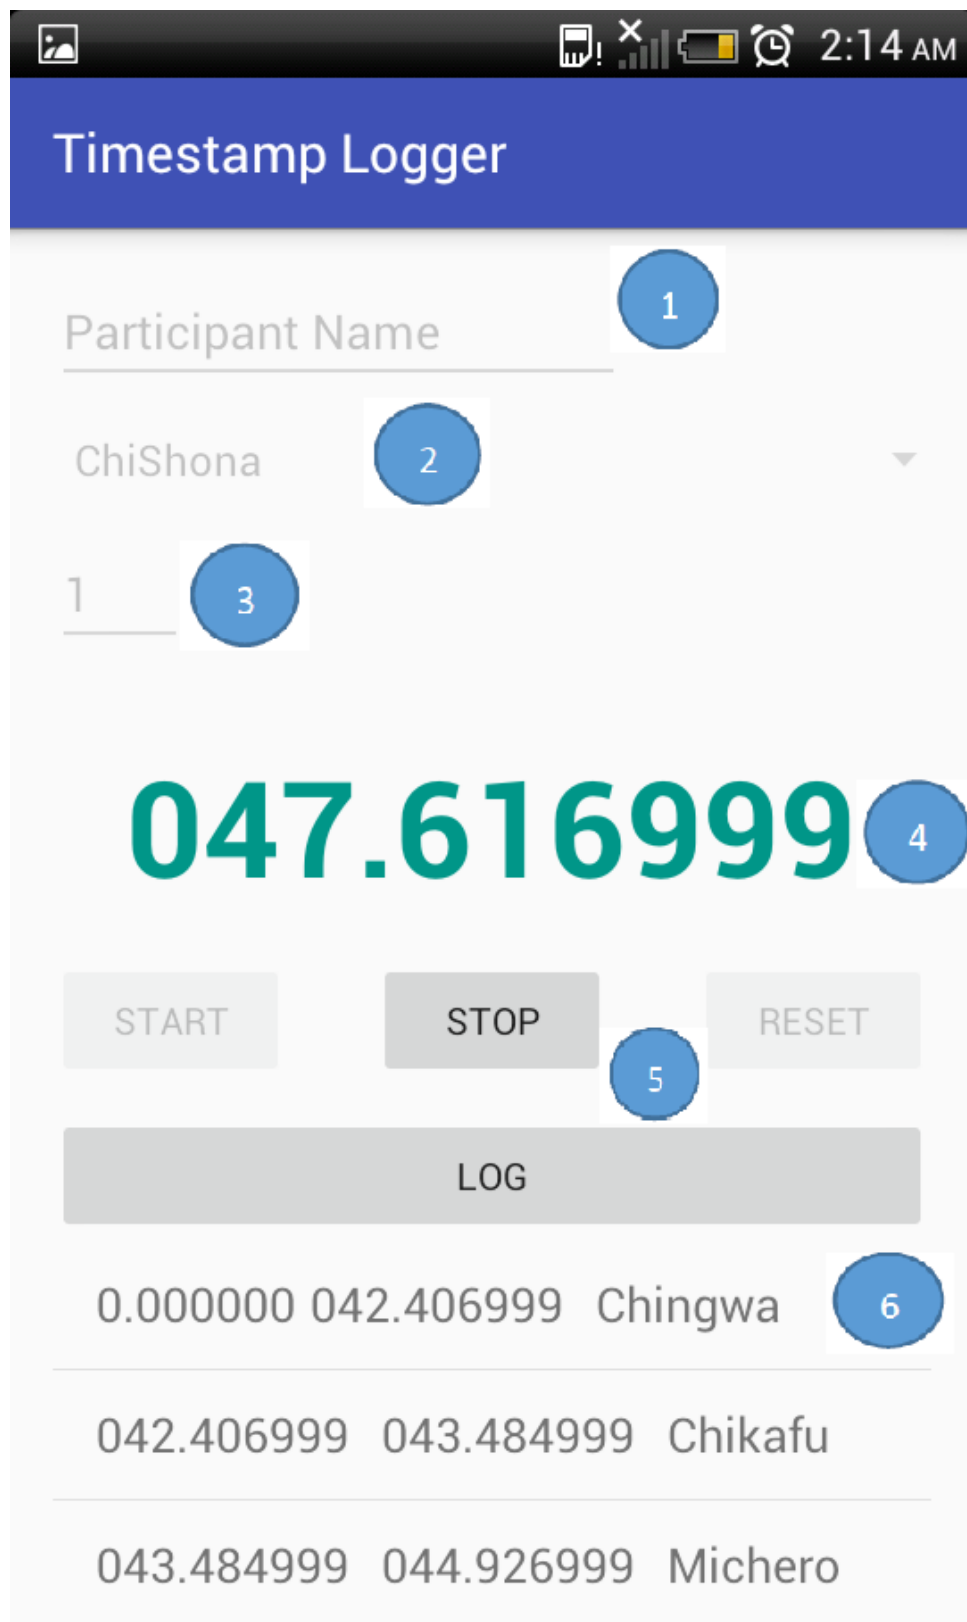 2:14 AM
Timestamp Logger
1
Participant Name
ChiShona
2
1
3
047.616999
4
START STOP RESET
5
LOG
0.000000 042.406999 Chingwa
6
042.406999 043.484999 Chikafu
043.484999 044.926999 Michero